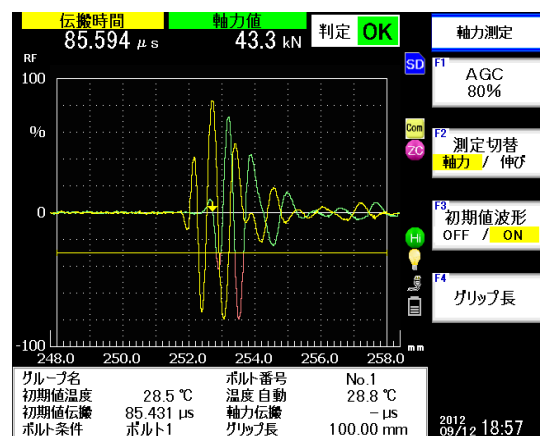 伝搬時間 軸力値 判定 OK 軸力測定
85.594 μs 43.3 kN
RF
100
%
0
-100
248.0 250.0 252.0 254.0 256.0 258.0
mm
SD
Com
ZC
Hi
F1 AGC
80%
F2 測定切替
軸力 / 伸び
F3 初期値波形
OFF / ON
F4 グリップ長
グループ名 ボルト番号 No.1
初期値温度 28.5 ℃ 温度 自動 28.8 ℃
初期値伝搬 85.431 μs 軸力伝搬 - μs
ボルト条件 ボルト1 グリップ長 100.00 mm
2012
09/12 18:57